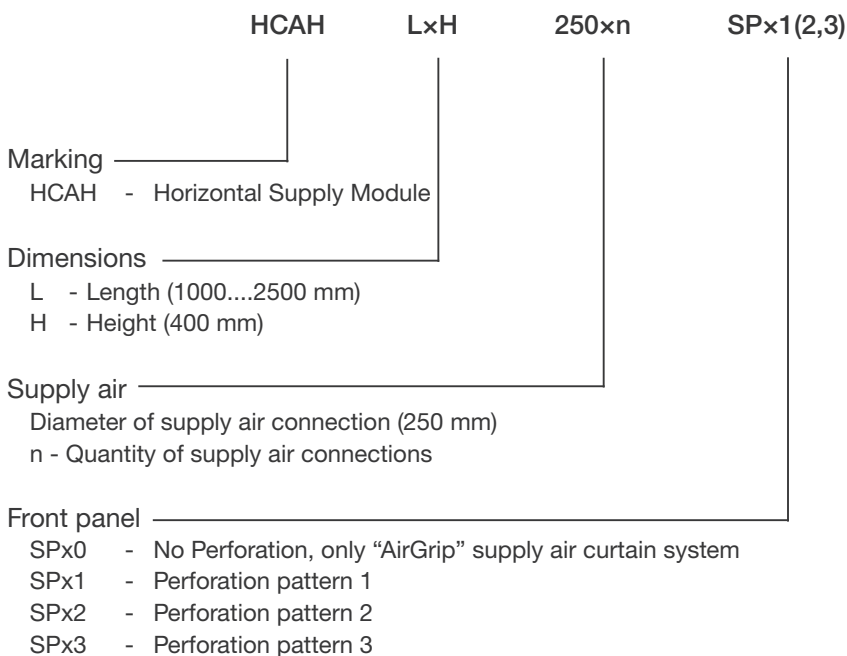 HCAH L×H 250×n SP×1(2,3)
Marking
HCAH - Horizontal Supply Module
Dimensions
L - Length (1000....2500 mm)
H - Height (400 mm)
Supply air
Diameter of supply air connection (250 mm)
n - Quantity of supply air connections
Front panel
SPx0 - No Perforation, only “AirGrip” supply air curtain system
SPx1 - Perforation pattern 1
SPx2 - Perforation pattern 2
SPx3 - Perforation pattern 3